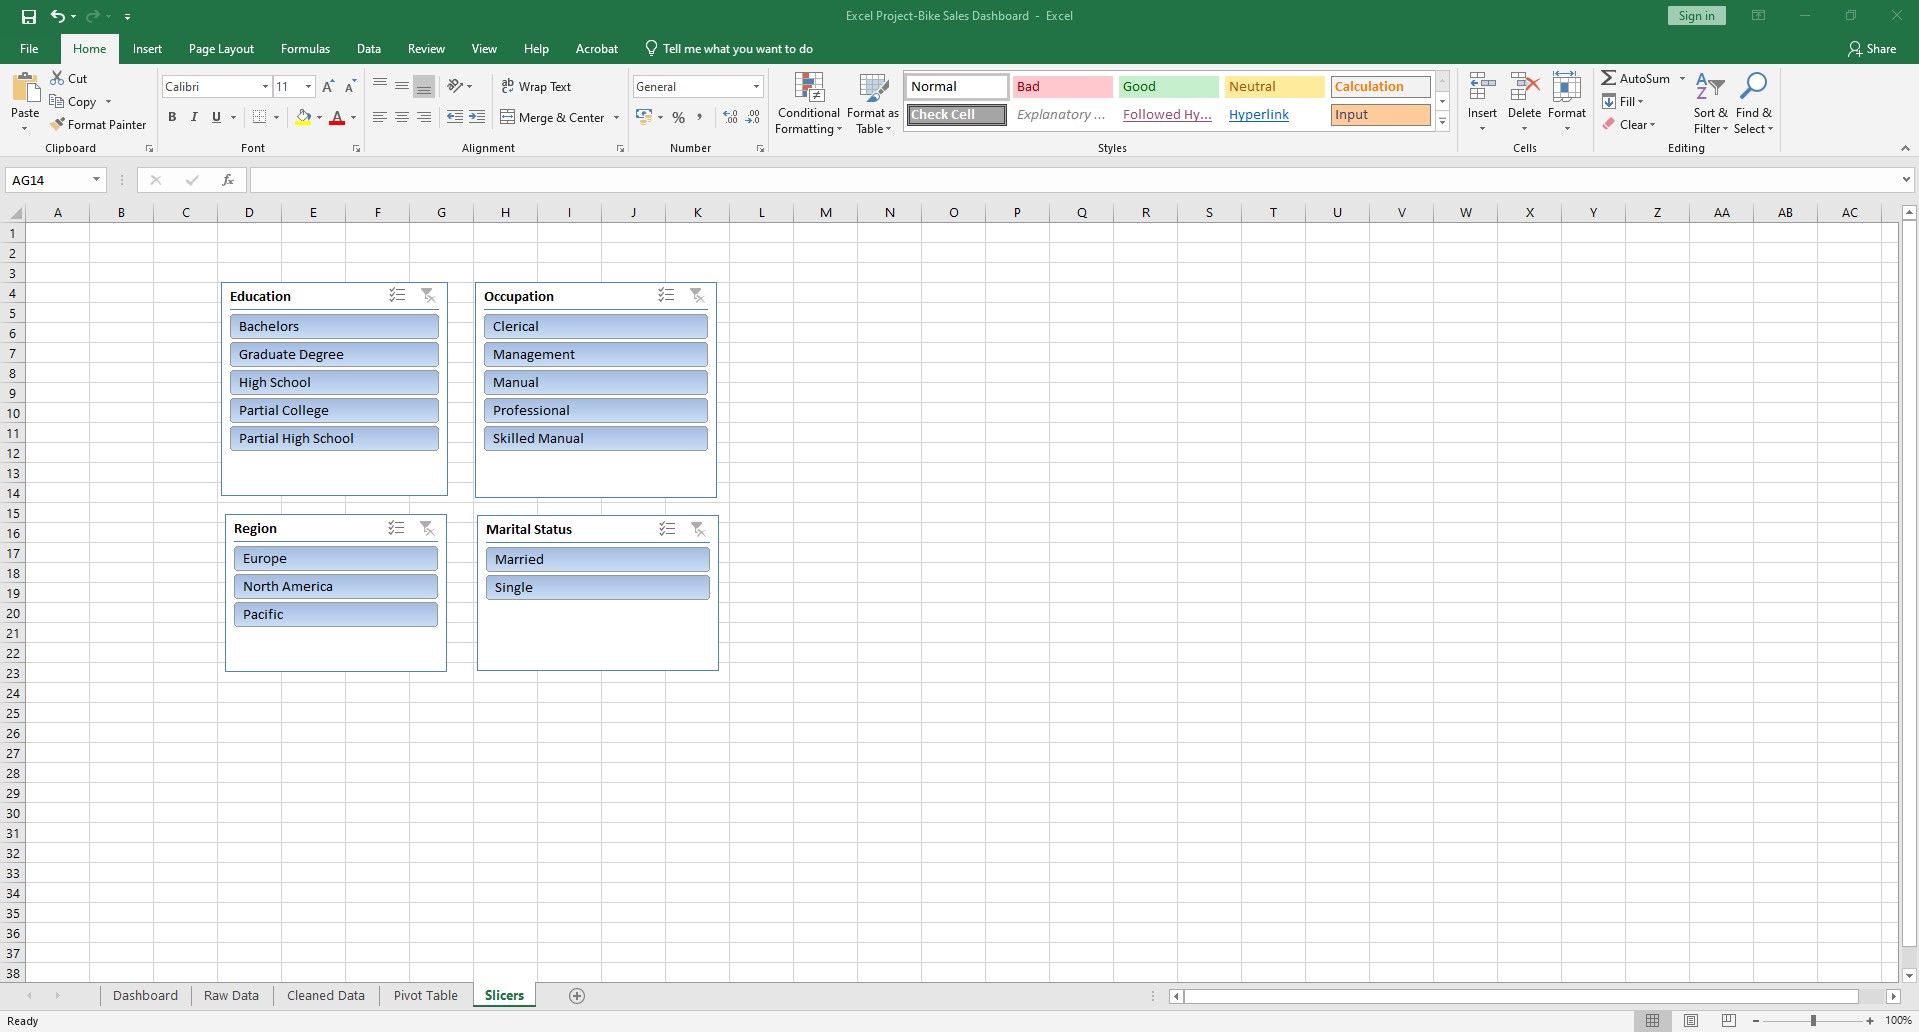 Excel Project-Bike Sales Dashboard - Excel
Sign in
File Home Insert Page Layout Formulas Data Review View Help Acrobat Tell me what you want to do Share
Paste
Cut
Copy
Format Painter
Clipboard
Calibri 11
B I U
Font
Wrap Text
Merge & Center
Alignment
General
%
Number
Conditional Formatting
Format as Table
Normal Bad Good Neutral Calculation
Check Cell Explanatory ... Followed Hy... Hyperlink Input
Styles
Insert Delete Format
Cells
AutoSum
Fill
Clear
Sort & Filter
Find & Select
Editing
AG14
fx
A B C D E F G H I J K L M N O P Q R S T U V W X Y Z AA AB AC
1
2
3
4
5
6
7
8
9
10
11
12
13
14
15
16
17
18
19
20
21
22
23
24
25
26
27
28
29
30
31
32
33
34
35
36
37
38
Education
Bachelors
Graduate Degree
High School
Partial College
Partial High School
Occupation
Clerical
Management
Manual
Professional
Skilled Manual
Region
Europe
North America
Pacific
Marital Status
Married
Single
Dashboard Raw Data Cleaned Data Pivot Table Slicers
Ready
100%